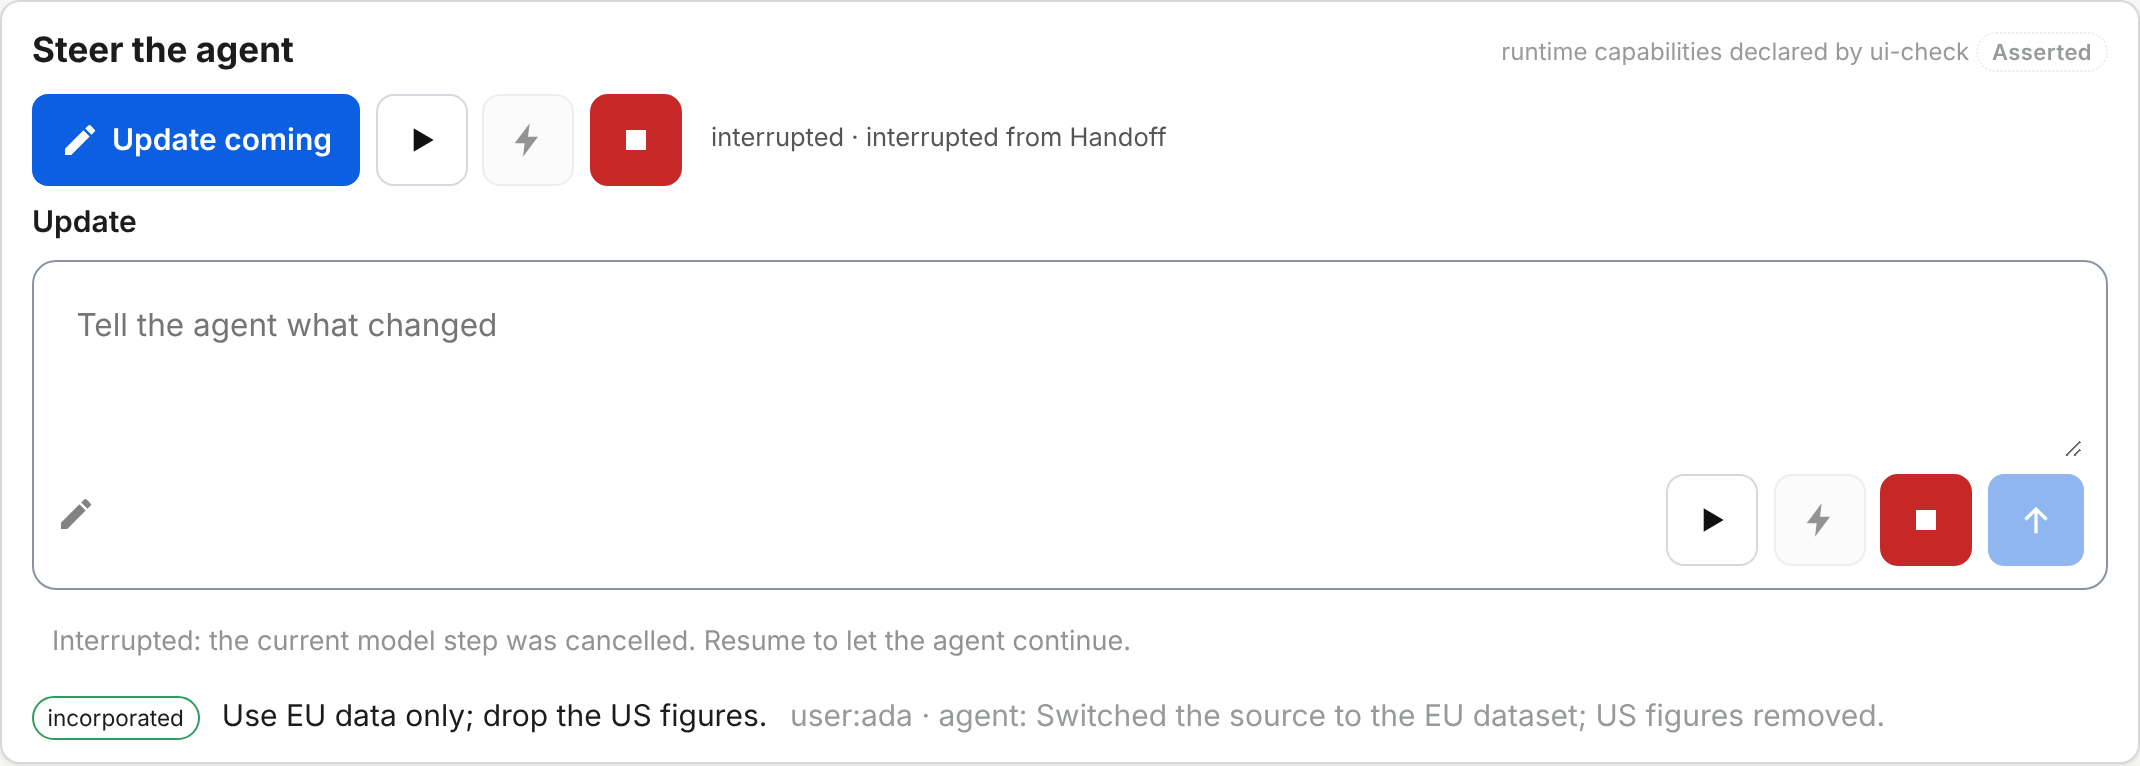 Steer the agent
runtime capabilities declared by ui-check Asserted
Update coming
interrupted · interrupted from Handoff
Update
Tell the agent what changed
Interrupted: the current model step was cancelled. Resume to let the agent continue.
incorporated Use EU data only; drop the US figures. user:ada · agent: Switched the source to the EU dataset; US figures removed.